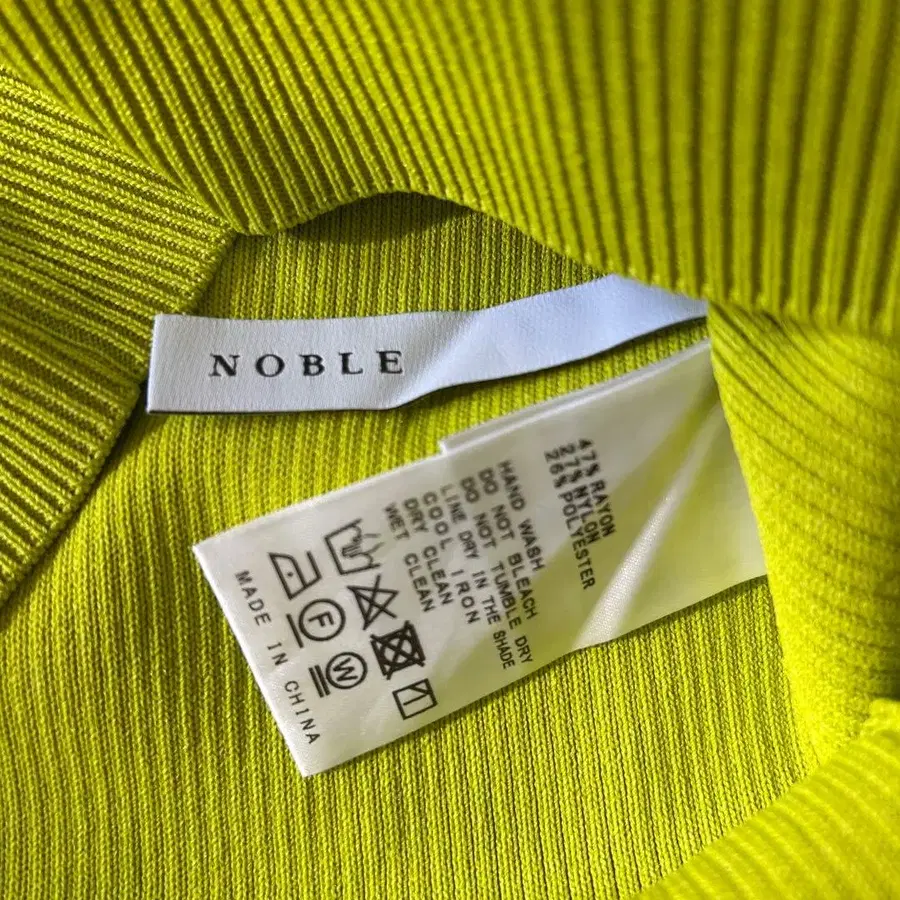 NOBLE
47% RAYON
27% NYLON
26% POLYESTER
HAND WASH
DO NOT BLEACH
DO NOT TUMBLE DRY
LINE DRY IN THE SHADE
COOL IRON
DRY CLEAN
WET CLEAN
F
W
MADE IN CHINA